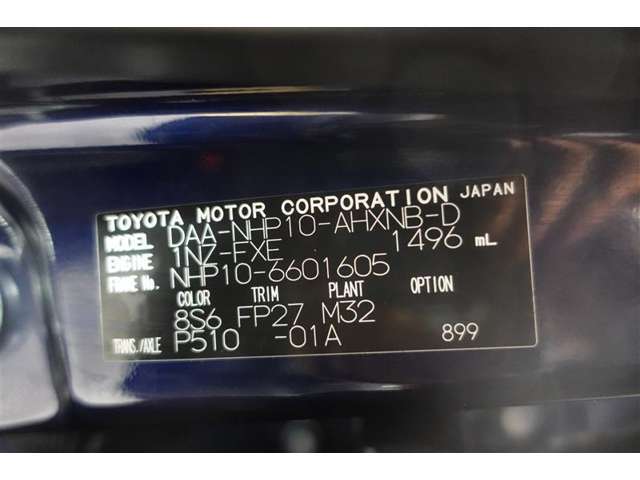 TOYOTA MOTOR CORPORATION JAPAN
MODEL DAA-NHP10-AHXNB-D
ENGINE 1NZ-FXE 1496 mL
FRAME No. NHP10-6601605
COLOR TRIM PLANT OPTION
8S6 FP27 M32
TRANS./AXLE P510 -01A 899